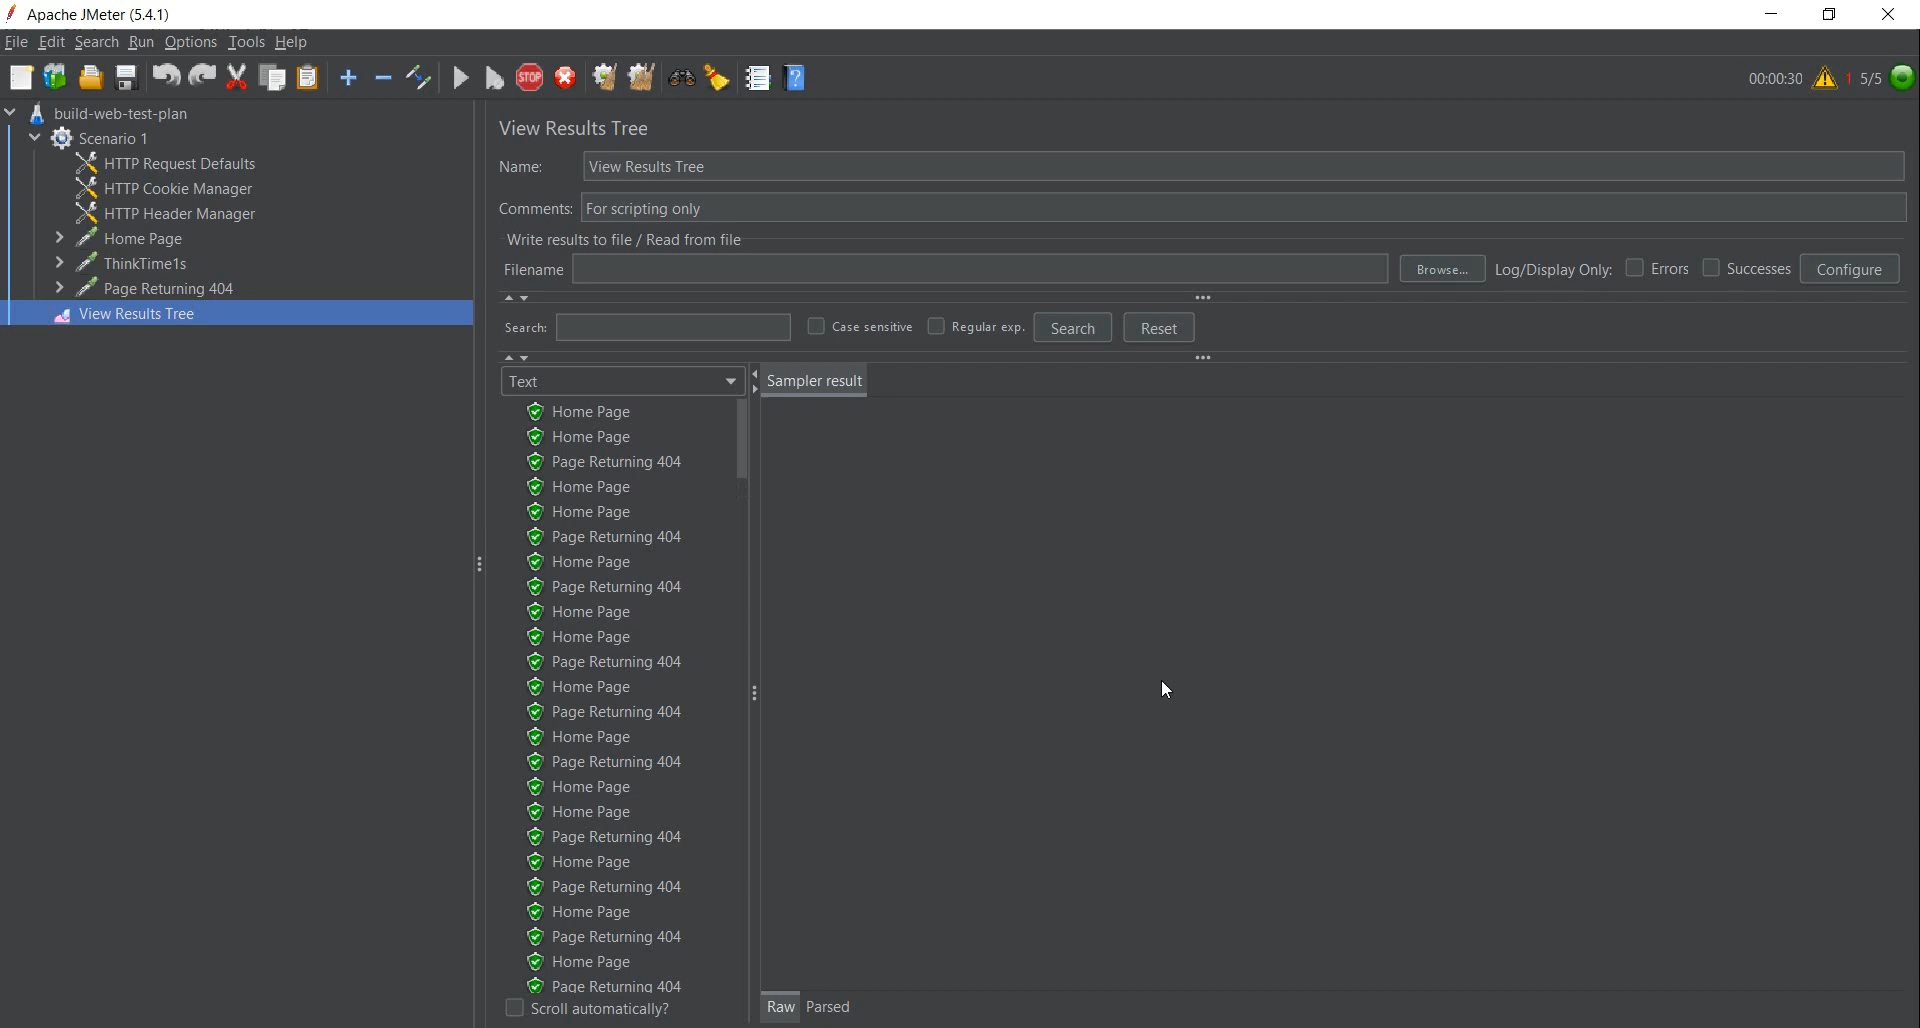 Apache JMeter (5.4.1)
File Edit Search Run Options Tools Help
STOP 00:00:30 1 5/5
build-web-test-plan
Scenario 1
HTTP Request Defaults
HTTP Cookie Manager
HTTP Header Manager
Home Page
ThinkTime1s
Page Returning 404
View Results Tree
View Results Tree
Name: View Results Tree
Comments: For scripting only
Write results to file / Read from file
Filename Browse... Log/Display Only: Errors Successes Configure
Search: Case sensitive Regular exp. Search Reset
Text
Home Page
Home Page
Page Returning 404
Home Page
Home Page
Page Returning 404
Home Page
Page Returning 404
Home Page
Home Page
Page Returning 404
Home Page
Page Returning 404
Home Page
Page Returning 404
Home Page
Home Page
Page Returning 404
Home Page
Page Returning 404
Home Page
Page Returning 404
Home Page
Page Returning 404
Scroll automatically?
Sampler result
Raw Parsed